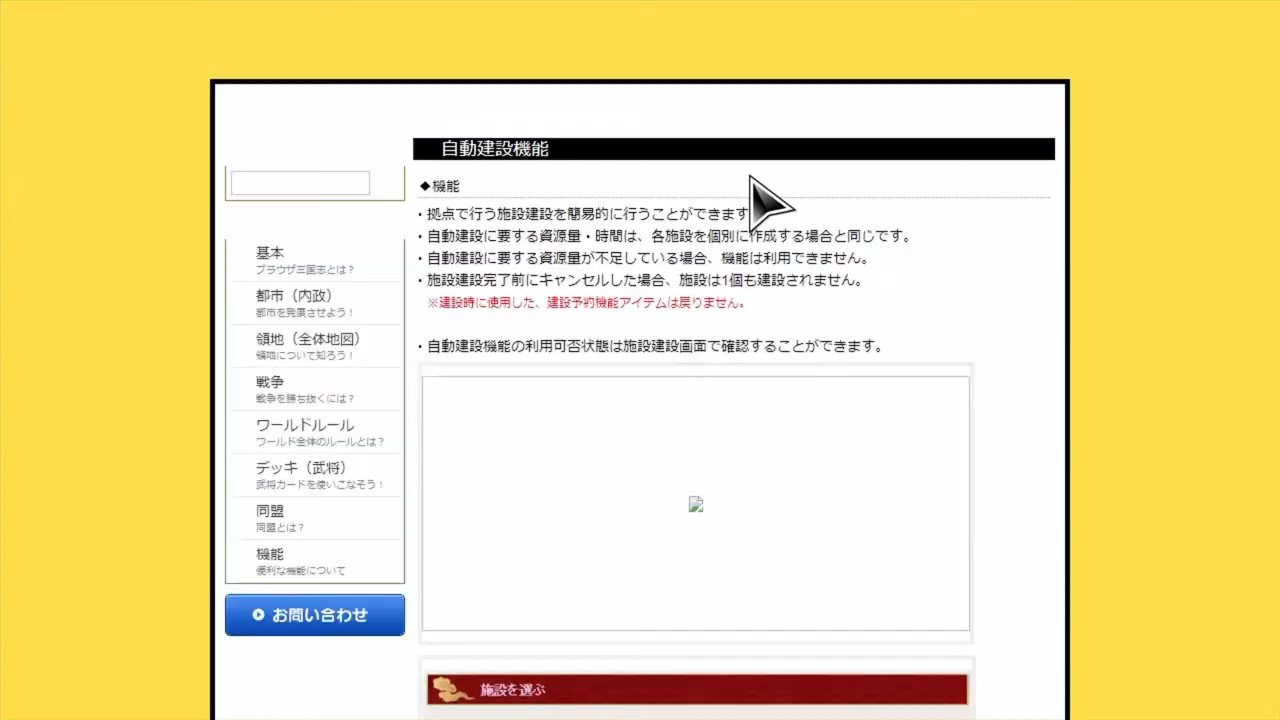 自動建設機能
◆機能
・拠点で行う施設建設を簡易的に行うことができます
・自動建設に要する資源量・時間は、各施設を個別に作成する場合と同じです。
・自動建設に要する資源量が不足している場合、機能は利用できません。
・施設建設完了前にキャンセルした場合、施設は1個も建設されません。
※建設時に使用した、建設予約機能アイテムは戻りません。
・自動建設機能の利用可否状態は施設建設画面で確認することができます。
基本
ブラウザ三国志とは？
都市（内政）
都市を発展させよう！
領地（全体地図）
領地について知ろう！
戦争
戦争を勝ち抜くには？
ワールドルール
ワールド全体のルールとは？
デッキ（武将）
武将カードを使いこなそう！
同盟
同盟とは？
機能
便利な機能について
お問い合わせ
施設を選ぶ